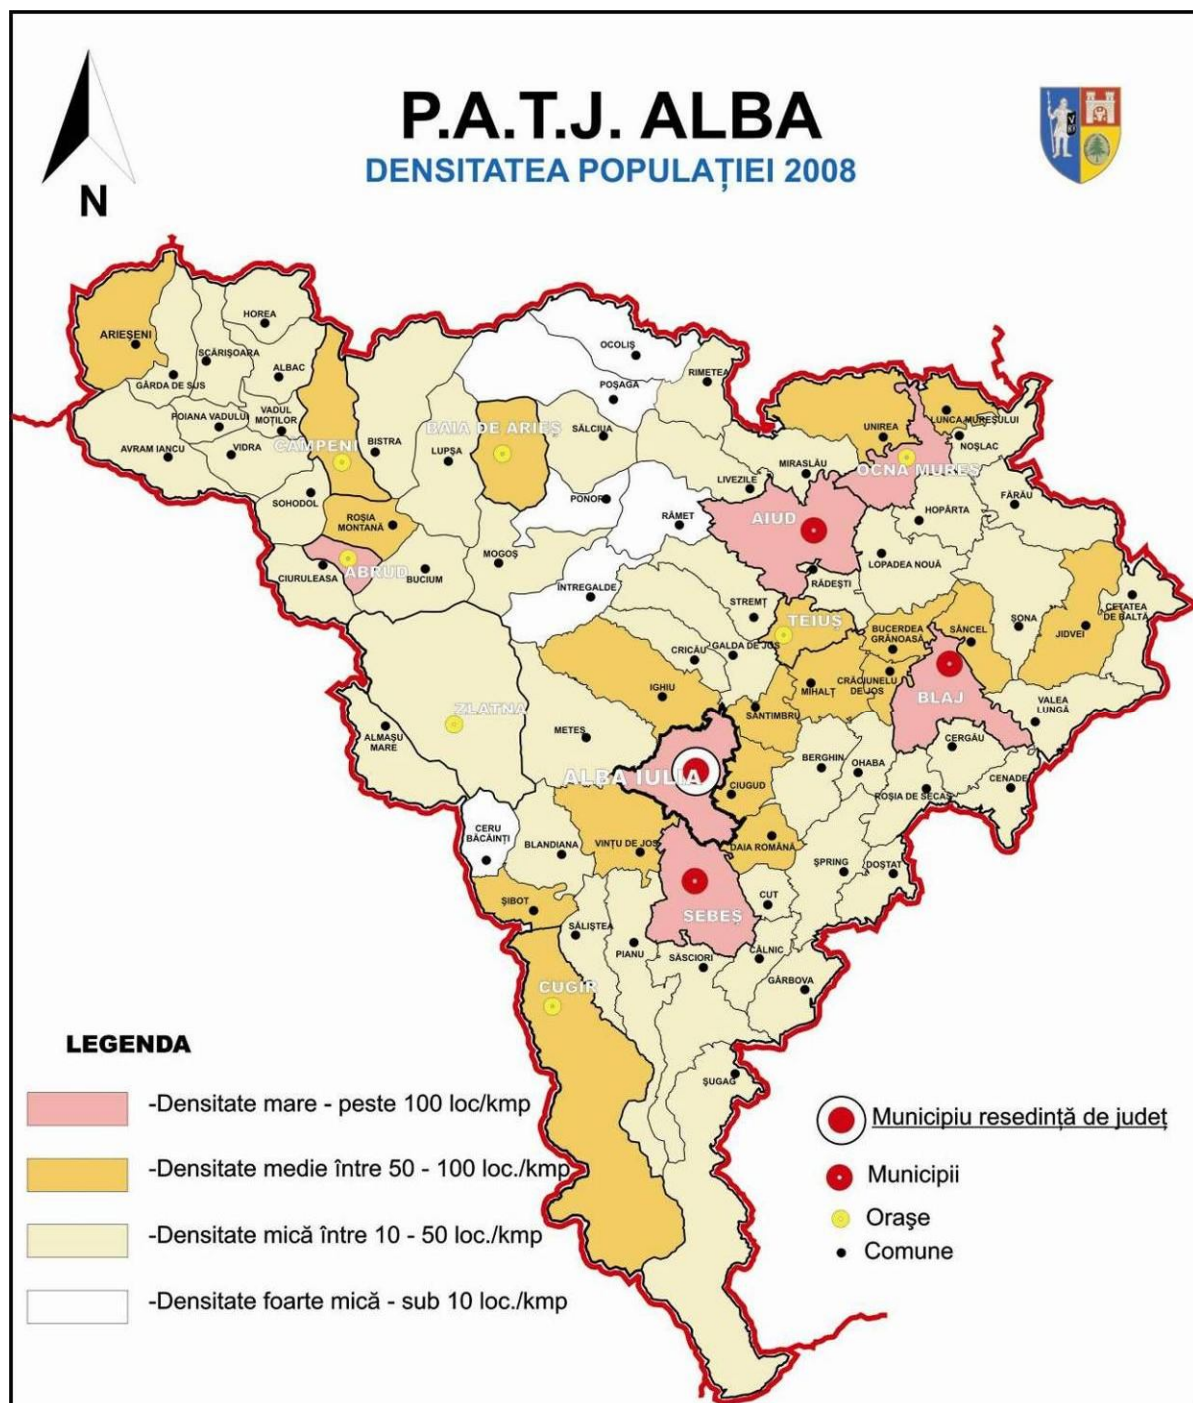 P.A.T.J. ALBA
DENSITATEA POPULAȚIEI 2008
N
ARIEȘENI
HOREA
SCĂRIȘOARA
GÂRDA DE SUS
ALBAC
POIANA VADULUI
VADUL
MOȚILOR
AVRAM IANCU
VIDRA
CAMPENI
BISTRA
LUPȘA
BAIA DE ARIEȘ
OCOLIȘ
POȘAGA
SĂLCIUA
RIMETEA
UNIREA
LUNCA MUREȘULUI
NOȘLAC
OCNA MUREȘ
MIRASLĂU
LIVEZILE
SOHODOL
ROȘIA
MONTANĂ
PONOR
RÂMET
AIUD
HOPÂRTA
FĂRĂU
CIURULEASA
ABRUD
BUCIUM
MOGOȘ
ÎNTREGALDE
RĂDEȘTI
LOPADEA NOUĂ
STREMȚ
TEIUȘ
BUCERDEA
GRÂNOASĂ
SÂNCEL
ȘONA
JIDVEI
CETATEA
DE BALTĂ
CRICĂU
GALDA DE JOS
IGHIU
MIHALȚ
CRĂCIUNELU
DE JOS
BLAJ
ZLATNA
SANTIMBRU
VALEA
LUNGĂ
ALMAȘU
MARE
METES
CERGĂU
BERGHIN
OHABA
ALBA IULIA
CIUGUD
ROȘIA DE SECAȘ
CENADE
CERU
BĂCĂINȚI
BLANDIANA
VINȚU DE JOS
DAIA ROMÂNĂ
ȘPRING
DOȘTAT
ȘIBOT
SEBEȘ
CUT
SĂLIȘTEA
PIANU
SĂSCIORI
CÂLNIC
GÂRBOVA
CUGIR
ȘUGAG
LEGENDA
-Densitate mare - peste 100 loc/kmp
-Densitate medie între 50 - 100 loc./kmp
-Densitate mică între 10 - 50 loc./kmp
-Densitate foarte mică - sub 10 loc./kmp
Municipiu resedință de județ
Municipii
Orașe
Comune